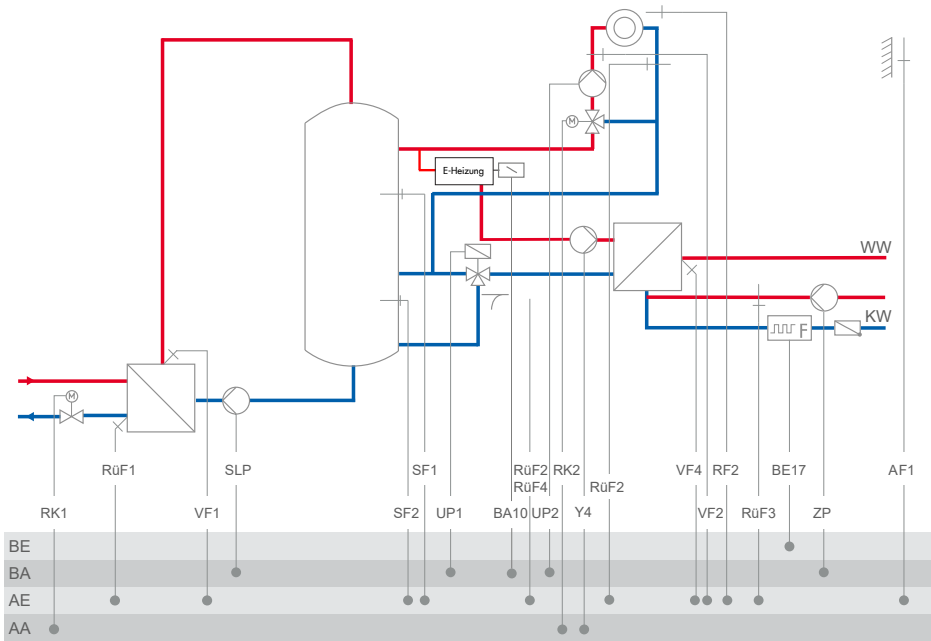 M
E-Heizung
WW
F
KW
M
RüF1
SLP
SF1
RüF2
RK2
VF4
RF2
BE17
AF1
RüF4
RüF2
RK1
VF1
SF2
UP1
BA10
UP2
Y4
VF2
RüF3
ZP
BE
BA
AE
AA